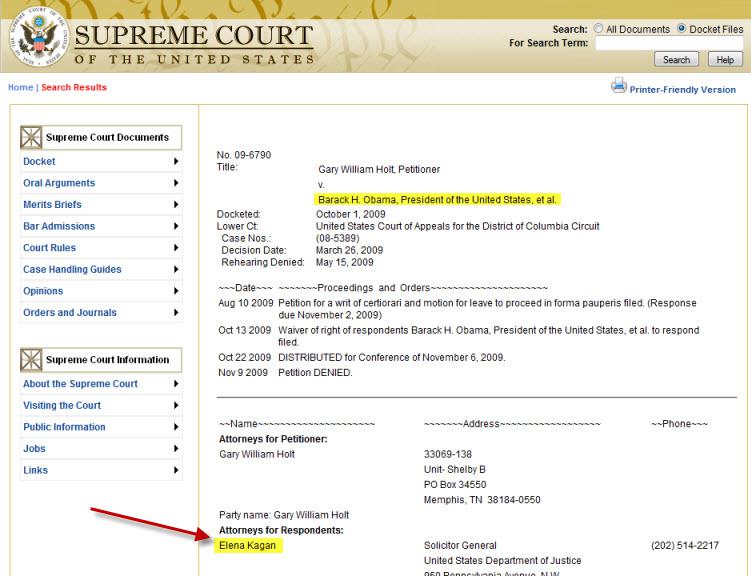 SUPREME COURT
OF THE UNITED STATES
Search: All Documents Docket Files
For Search Term:
Search Help
Home | Search Results
Printer-Friendly Version
Supreme Court Documents
Docket
Oral Arguments
Merits Briefs
Bar Admissions
Court Rules
Case Handling Guides
Opinions
Orders and Journals
Supreme Court Information
About the Supreme Court
Visiting the Court
Public Information
Jobs
Links
No. 09-6790
Title: Gary William Holt, Petitioner
v.
Barack H. Obama, President of the United States, et al.
Docketed: October 1, 2009
Lower Ct: United States Court of Appeals for the District of Columbia Circuit
Case Nos.: (08-5389)
Decision Date: March 26, 2009
Rehearing Denied: May 15, 2009
~~~Date~~~ ~~~~~~~Proceedings and Orders~~~~~~~~~~~~~~~~~~~~~
Aug 10 2009 Petition for a writ of certiorari and motion for leave to proceed in forma pauperis filed. (Response
due November 2, 2009)
Oct 13 2009 Waiver of right of respondents Barack H. Obama, President of the United States, et al. to respond
filed.
Oct 22 2009 DISTRIBUTED for Conference of November 6, 2009.
Nov 9 2009 Petition DENIED.
~~Name~~~~~~~~~~~~~~~~~~~~~ ~~~~~~~Address~~~~~~~~~~~~~~~~~~ ~~Phone~~~
Attorneys for Petitioner:
Gary William Holt 33069-138
Unit- Shelby B
PO Box 34550
Memphis, TN 38184-0550
Party name: Gary William Holt
Attorneys for Respondents:
Elena Kagan Solicitor General (202) 514-2217
United States Department of Justice
950 Pennsylvania Avenue, N.W.